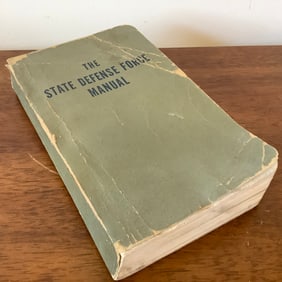 THE
STATE DEFENSE FORCE
MANUAL